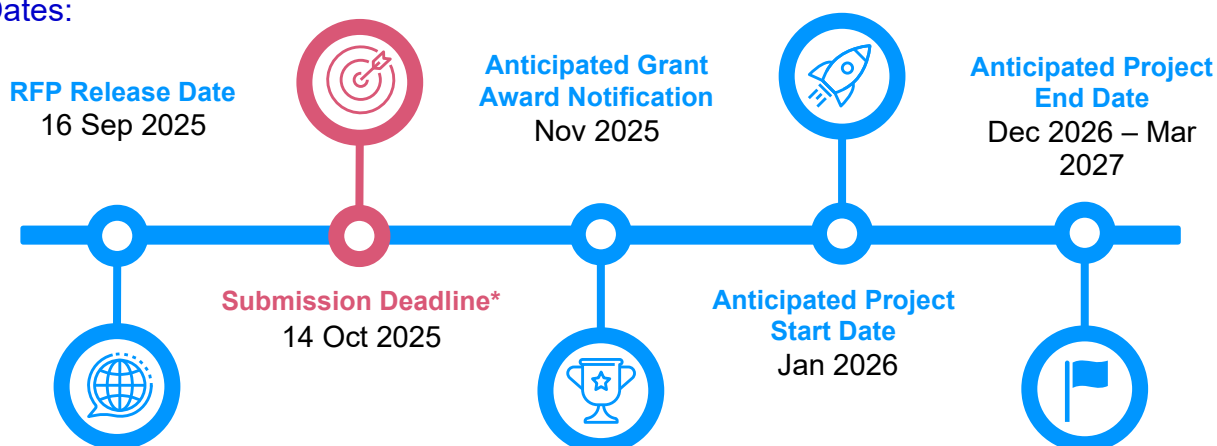 Dates:
RFP Release Date
16 Sep 2025
Submission Deadline*
14 Oct 2025
Anticipated Grant
Award Notification
Nov 2025
Anticipated Project
Start Date
Jan 2026
Anticipated Project
End Date
Dec 2026 – Mar
2027